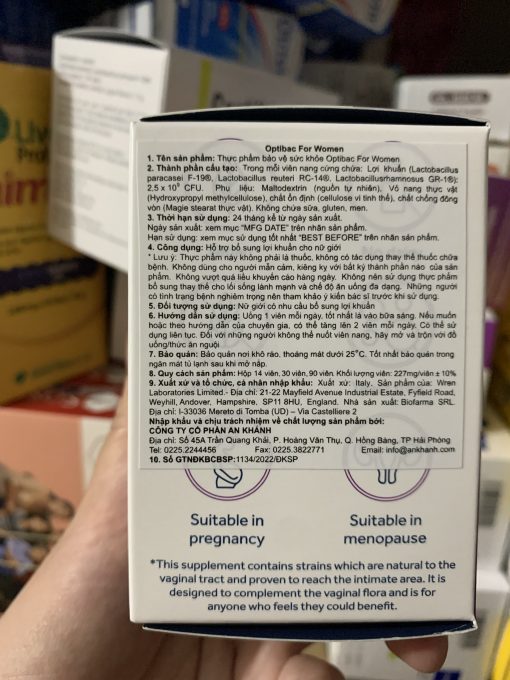 Optibac For Women
1. Tên sản phẩm: Thực phẩm bảo vệ sức khỏe Optibac For Women
2. Thành phần cấu tạo: Trong mỗi viên nang cứng chứa: Lợi khuẩn (Lactobacillus
paracasei F-19®, Lactobacillus reuteri RC-14®, Lactobacillusrhamnosus GR-1®);
2,5 x 10⁹ CFU. Phụ liệu: Maltodextrin (nguồn tự nhiên), Vỏ nang thực vật
(Hydroxypropyl methylcellulose), chất ổn định (cellulose vi tinh thể), chất chống đông
vón (Magie stearat thực vật). Không chứa sữa, gluten, men.
3. Thời hạn sử dụng: 24 tháng kể từ ngày sản xuất.
Ngày sản xuất: xem mục "MFG DATE" trên nhãn sản phẩm.
Hạn sử dụng: xem mục sử dụng tốt nhất "BEST BEFORE" trên nhãn sản phẩm.
4. Công dụng: Hỗ trợ bổ sung lợi khuẩn cho nữ giới
* Lưu ý: Thực phẩm này không phải là thuốc, không có tác dụng thay thế thuốc chữa
bệnh. Không dùng cho người mẫn cảm, kiêng kỵ với bất kỳ thành phần nào của sản
phẩm. Không vượt quá liều khuyến cáo hàng ngày. Không nên sử dụng thực phẩm
bổ sung thay thế cho lối sống lành mạnh và chế độ ăn uống đa dạng. Những người
có tình trạng bệnh nghiêm trọng nên tham khảo ý kiến bác sĩ trước khi sử dụng.
5. Đối tượng sử dụng: Nữ giới có nhu cầu bổ sung lợi khuẩn
6. Hướng dẫn sử dụng: Uống 1 viên mỗi ngày, tốt nhất là vào bữa sáng. Nếu muốn
hoặc theo hướng dẫn của chuyên gia, có thể tăng lên 2 viên mỗi ngày. Có thể sử
dụng liên tục. Đối với những người không thể nuốt viên nang, hãy mở và trộn với đồ
uống/thức ăn nguội
7. Bảo quản: Bảo quản nơi khô ráo, thoáng mát dưới 25°C. Tốt nhất bảo quản trong
ngăn mát tủ lạnh sau khi mở nắp.
8. Quy cách sản phẩm: Hộp 14 viên, 30 viên, 90 viên. Khối lượng viên: 227mg/viên ± 10%
9. Xuất xứ và tổ chức, cá nhân nhập khẩu: Xuất xứ: Italy. Sản phẩm của: Wren
Laboratories Limited.- Địa chỉ: 21-22 Mayfield Avenue Industrial Estate, Fyfield Road,
Weyhill, Andover, Hampshire, SP11 8HU, England. Nhà sản xuất: Biofarma SRL.
Địa chỉ: I-33036 Mereto di Tomba (UD) – Via Castelliere 2
Nhập khẩu và chịu trách nhiệm về chất lượng sản phẩm bởi:
CÔNG TY CỔ PHẦN AN KHÁNH
Địa chỉ: Số 45A Trần Quang Khải, P. Hoàng Văn Thụ, Q. Hồng Bàng, TP Hải Phòng
Tel: 0225.2244456 Fax: 0225.3822771 Email: info@ankhanh.com
10. Số GTNĐKBCBSP:1134/2022/ĐKSP
Suitable in
pregnancy
Suitable in
menopause
*This supplement contains strains which are natural to the
vaginal tract and proven to reach the intimate area. It is
designed to complement the vaginal flora and is for
anyone who feels they could benefit.